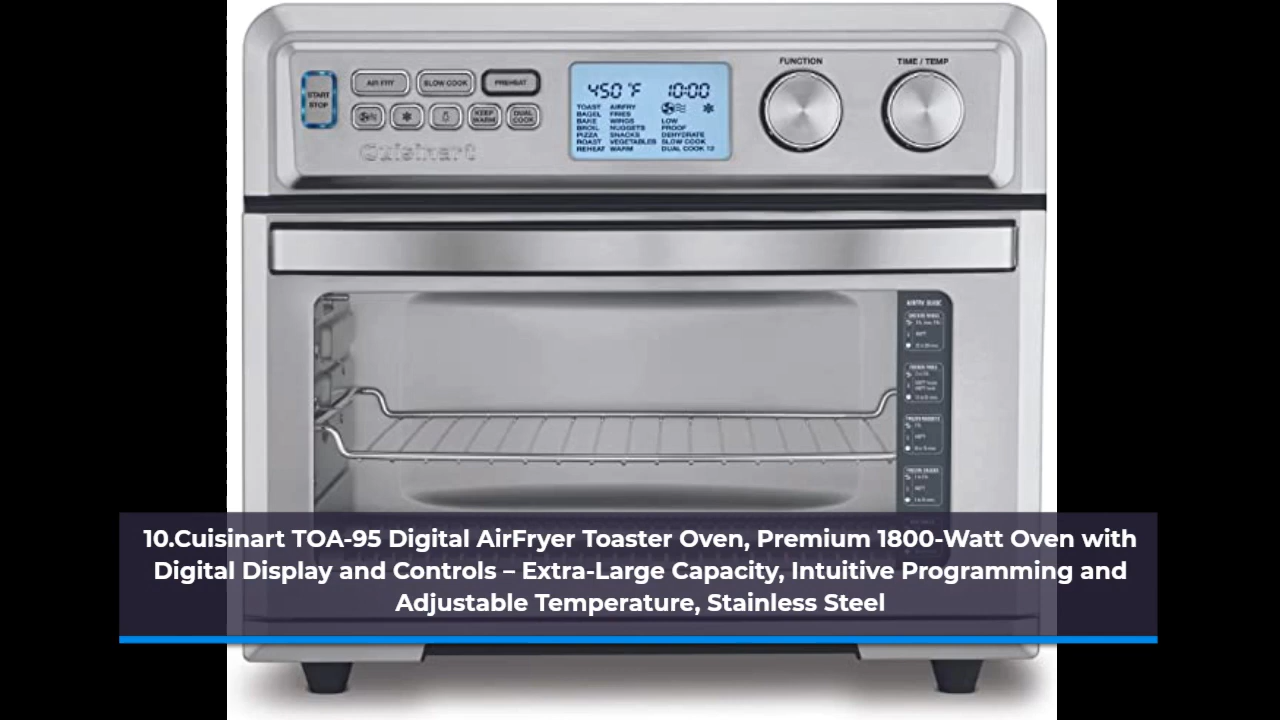 FUNCTION
TIME / TEMP
START
STOP
AIR FRY
SLOW COOK
PREHEAT
KEEP
WARM
DUAL
COOK
Cuisinart
450 °F 10:00
TOAST AIRFRY
BAGEL FRIES
BAKE WINGS LOW
BROIL NUGGETS PROOF
PIZZA SNACKS DEHYDRATE
ROAST VEGETABLES SLOW COOK
REHEAT WARM DUAL COOK 12
AIRFRY GUIDE
10.Cuisinart TOA-95 Digital AirFryer Toaster Oven, Premium 1800-Watt Oven with
Digital Display and Controls – Extra-Large Capacity, Intuitive Programming and
Adjustable Temperature, Stainless Steel